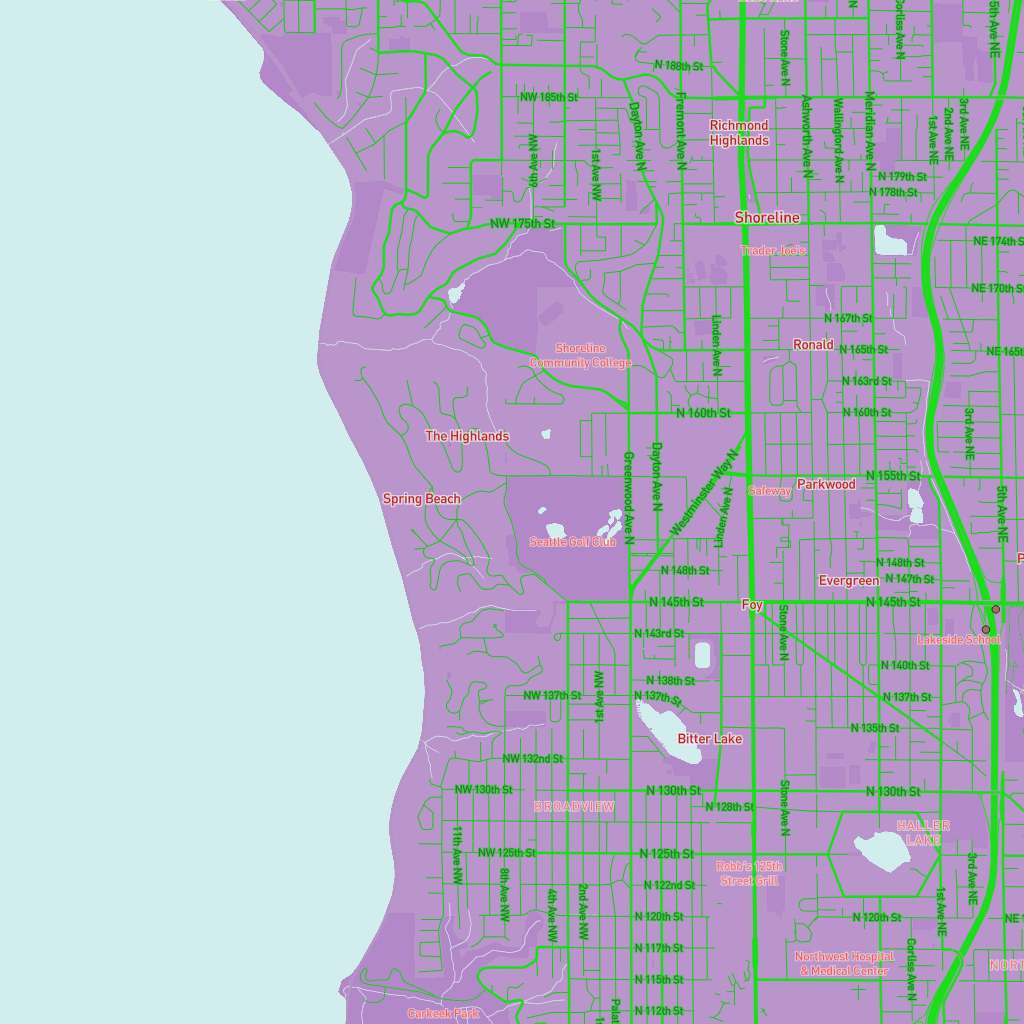 Corliss Ave N
5th Ave NE
Stone Ave N
N 188th St
NW 185th St
Dayton Ave N
Fremont Ave N
Richmond
Highlands
Ashworth Ave N
Wallingford Ave N
Meridian Ave N
1st Ave NE
2nd Ave NE
3rd Ave NE
6th Ave NW
1st Ave NW
N 179th St
N 178th St
Shoreline
NW 175th St
Trader Joe's
NE 174th S
NE 170th St
N 167th St
Linden Ave N
Ronald
N 165th St
NE 165t
Shoreline
Community College
N 163rd St
N 160th St
N 160th St
3rd Ave NE
The Highlands
Greenwood Ave N
Dayton Ave N
Westminster Way N
N 155th St
Parkwood
Safeway
Spring Beach
Linden Ave N
5th Ave NE
Seattle Golf Club
N 148th St
N 148th St
N 147th St
Evergreen
P
N 145th St
Foy
N 145th St
Stone Ave N
N 143rd St
Lakeside School
N 140th St
N 138th St
NW 137th St
1st Ave NW
N 137th St
N 137th St
N 135th St
Bitter Lake
NW 132nd St
NW 130th St
N 130th St
N 130th St
BROADVIEW
N 128th St
Stone Ave N
HALLER
LAKE
11th Ave NW
NW 125th St
N 125th St
Robb's 125th
Street Grill
3rd Ave NE
8th Ave NW
4th Ave NW
2nd Ave NW
N 122nd St
1st Ave NE
N 120th St
N 120th St
NE 1
N 117th St
Corliss Ave N
Northwest Hospital
& Medical Center
NORT
N 115th St
Carkeek Park
Palat
N 112th St